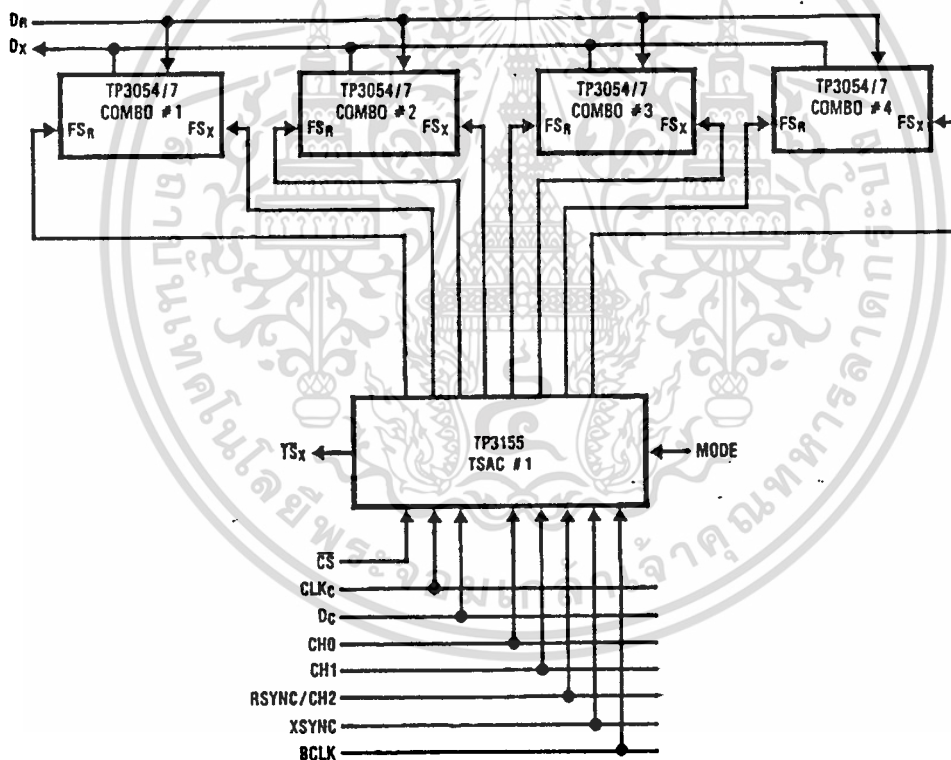 DR
DX
TP3054/7
COMBO #1
FSR
FSX
TP3054/7
COMBO #2
FSR
FSX
TP3054/7
COMBO #3
FSR
FSX
TP3054/7
COMBO #4
FSR
FSX
TSX
TP3155
TSAC #1
MODE
CS
CLKC
DC
CH0
CH1
RSYNC/CH2
XSYNC
BCLK